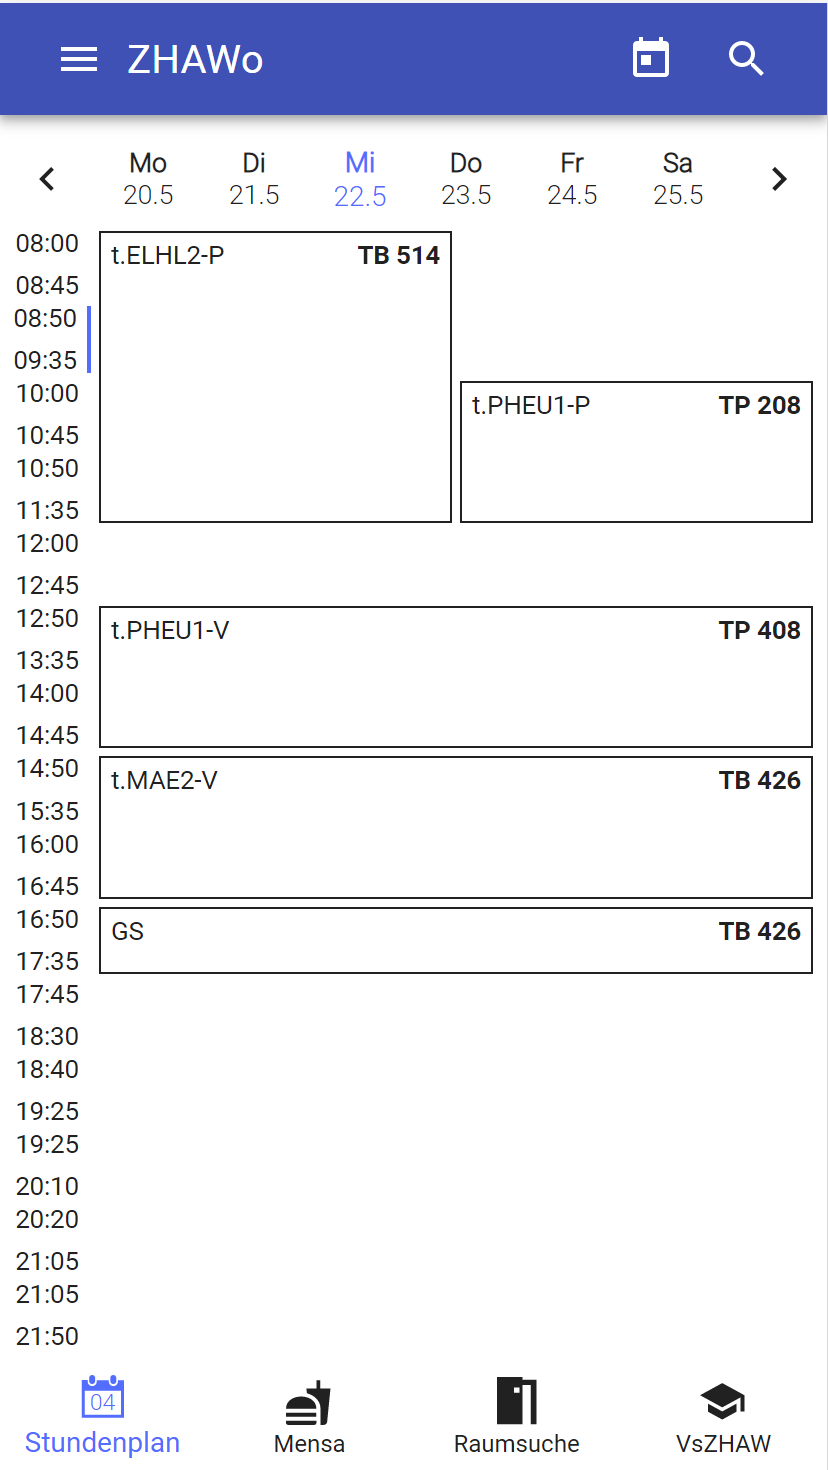 ZHAWo
Mo Di Mi Do Fr Sa
20.5 21.5 22.5 23.5 24.5 25.5
08:00 t.ELHL2-P TB 514
08:45
08:50
09:35
10:00 t.PHEU1-P TP 208
10:45
10:50
11:35
12:00
12:45
12:50 t.PHEU1-V TP 408
13:35
14:00
14:45
14:50 t.MAE2-V TB 426
15:35
16:00
16:45
16:50 GS TB 426
17:35
17:45
18:30
18:40
19:25
19:25
20:10
20:20
21:05
21:05
21:50
04
Stundenplan Mensa Raumsuche VsZHAW